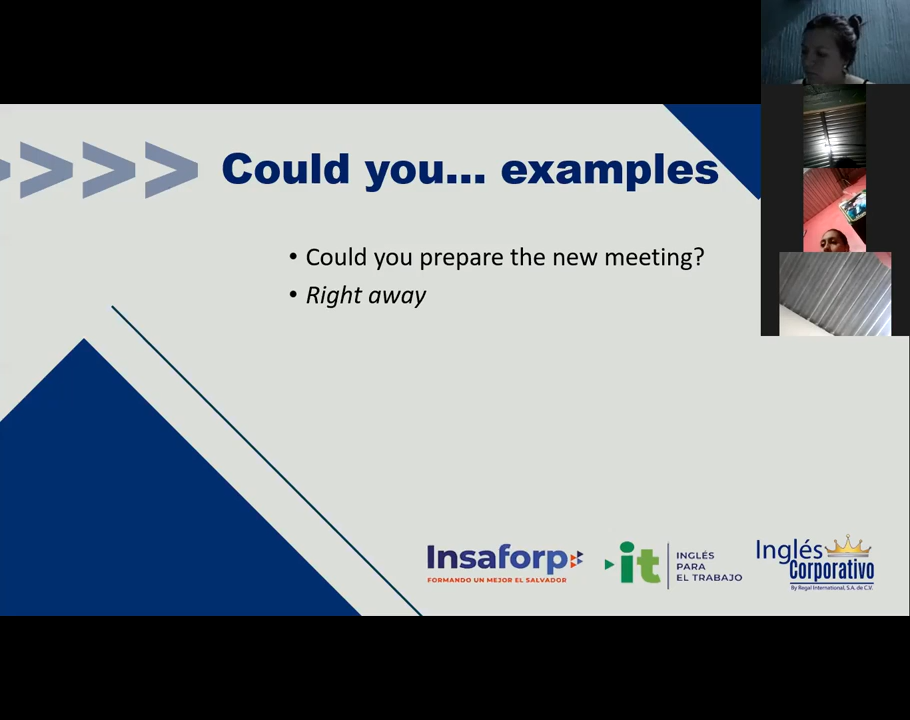 >>>>
Could you... examples
• Could you prepare the new meeting?
• Right away
Insaforp
FORMANDO UN MEJOR EL SALVADOR
it
INGLÉS
PARA
EL TRABAJO
Inglés
Corporativo
By Regal International, S.A. de C.V.